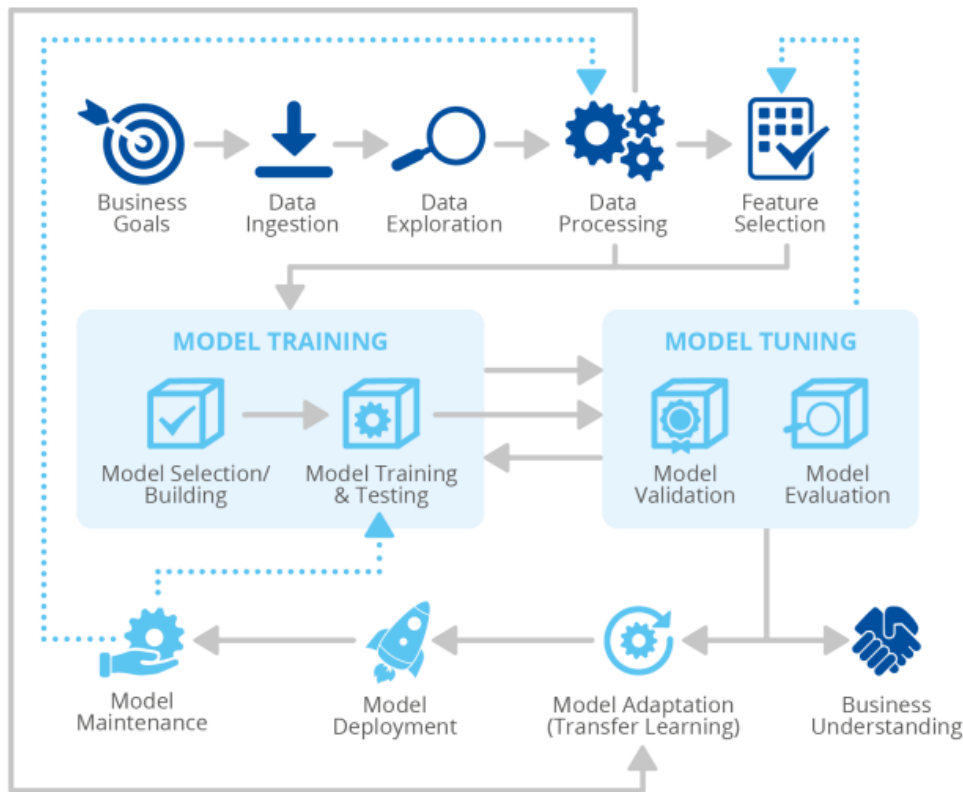 Business
Goals
Data
Ingestion
Data
Exploration
Data
Processing
Feature
Selection
MODEL TRAINING
Model Selection/
Building
Model Training
& Testing
MODEL TUNING
Model
Validation
Model
Evaluation
Model
Maintenance
Model
Deployment
Model Adaptation
(Transfer Learning)
Business
Understanding